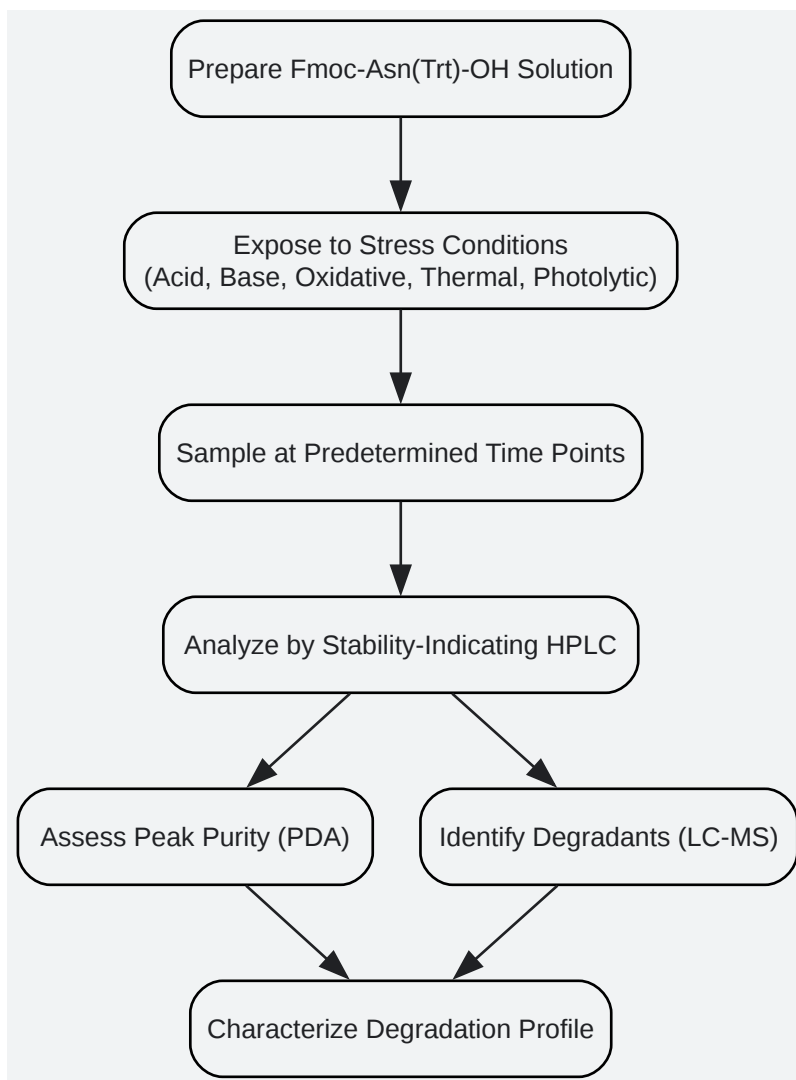 Prepare Fmoc-Asn(Trt)-OH Solution
Expose to Stress Conditions
(Acid, Base, Oxidative, Thermal, Photolytic)
Sample at Predetermined Time Points
Analyze by Stability-Indicating HPLC
Assess Peak Purity (PDA)
Identify Degradants (LC-MS)
Characterize Degradation Profile